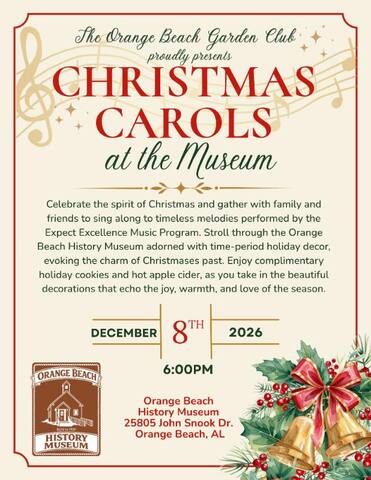 The Orange Beach Garden Club
proudly presents
CHRISTMAS
CAROLS
at the Museum
Celebrate the spirit of Christmas and gather with family and
friends to sing along to timeless melodies performed by the
Expect Excellence Music Program. Stroll through the Orange
Beach History Museum adorned with time-period holiday decor,
evoking the charm of Christmases past. Enjoy complimentary
holiday cookies and hot apple cider, as you take in the beautiful
decorations that echo the joy, warmth, and love of the season.
DECEMBER 8TH 2026
6:00PM
ORANGE BEACH
HISTORY
MUSEUM
Orange Beach
History Museum
25805 John Snook Dr.
Orange Beach, AL